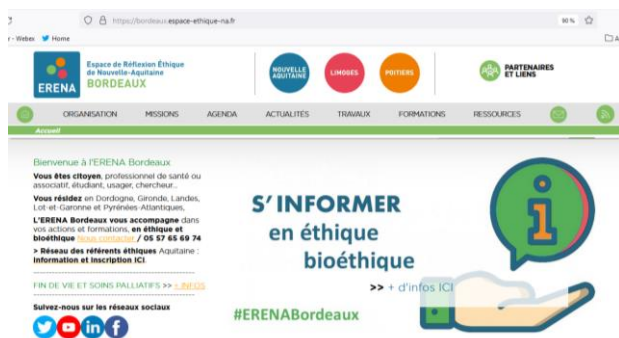 https://bordeaux.espace-ethique-na.fr
90 %
r - Webex Home
ERENA
Espace de Réflexion Éthique
de Nouvelle-Aquitaine
BORDEAUX
NOUVELLE
AQUITAINE
LIMOGES
POITIERS
PARTENAIRES
ET LIENS
ORGANISATION MISSIONS AGENDA ACTUALITÉS TRAVAUX FORMATIONS RESSOURCES
Accueil
Bienvenue à l'ERENA Bordeaux
Vous êtes citoyen, professionnel de santé ou
associatif, étudiant, usager, chercheur...
Vous résidez en Dordogne, Gironde, Landes,
Lot-et-Garonne et Pyrénées-Atlantiques,
L'ERENA Bordeaux vous accompagne dans
vos actions et formations, en éthique et
bioéthique Nous contacter / 05 57 65 69 74
> Réseau des référents éthiques Aquitaine :
Information et Inscription ICI
FIN DE VIE ET SOINS PALLIATIFS >> + INFOS
Suivez-nous sur les réseaux sociaux
S'INFORMER
en éthique
bioéthique
>> + d'infos ICI
#ERENABordeaux